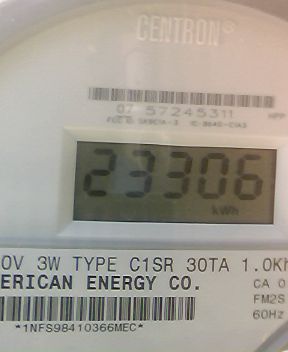 CENTRON®
07 57245311
23306
kWh
0V 3W TYPE C1SR 30TA 1.0Kh
ERICAN ENERGY CO.
CA 0
FM2S
60Hz
*1NFS98410366MEC*